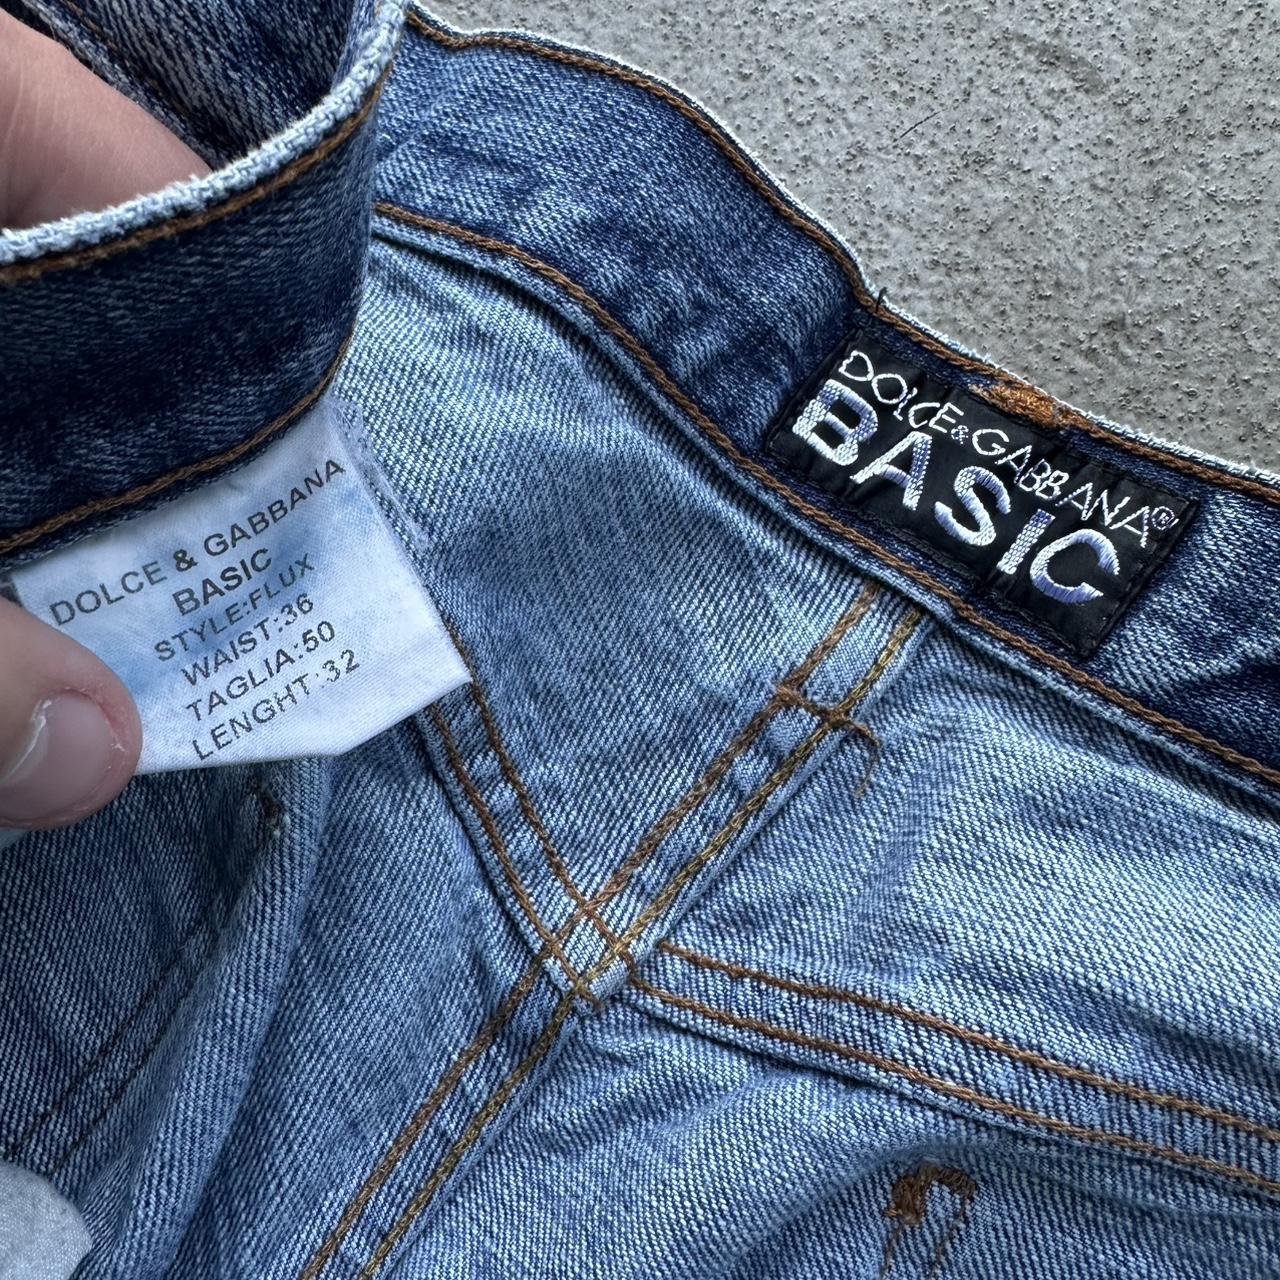 DOLCE & GABBANA
BASIC
STYLE:FLUX
WAIST:36
TAGLIA:50
LENGHT:32
DOLCE & GABBANA®
BASIC